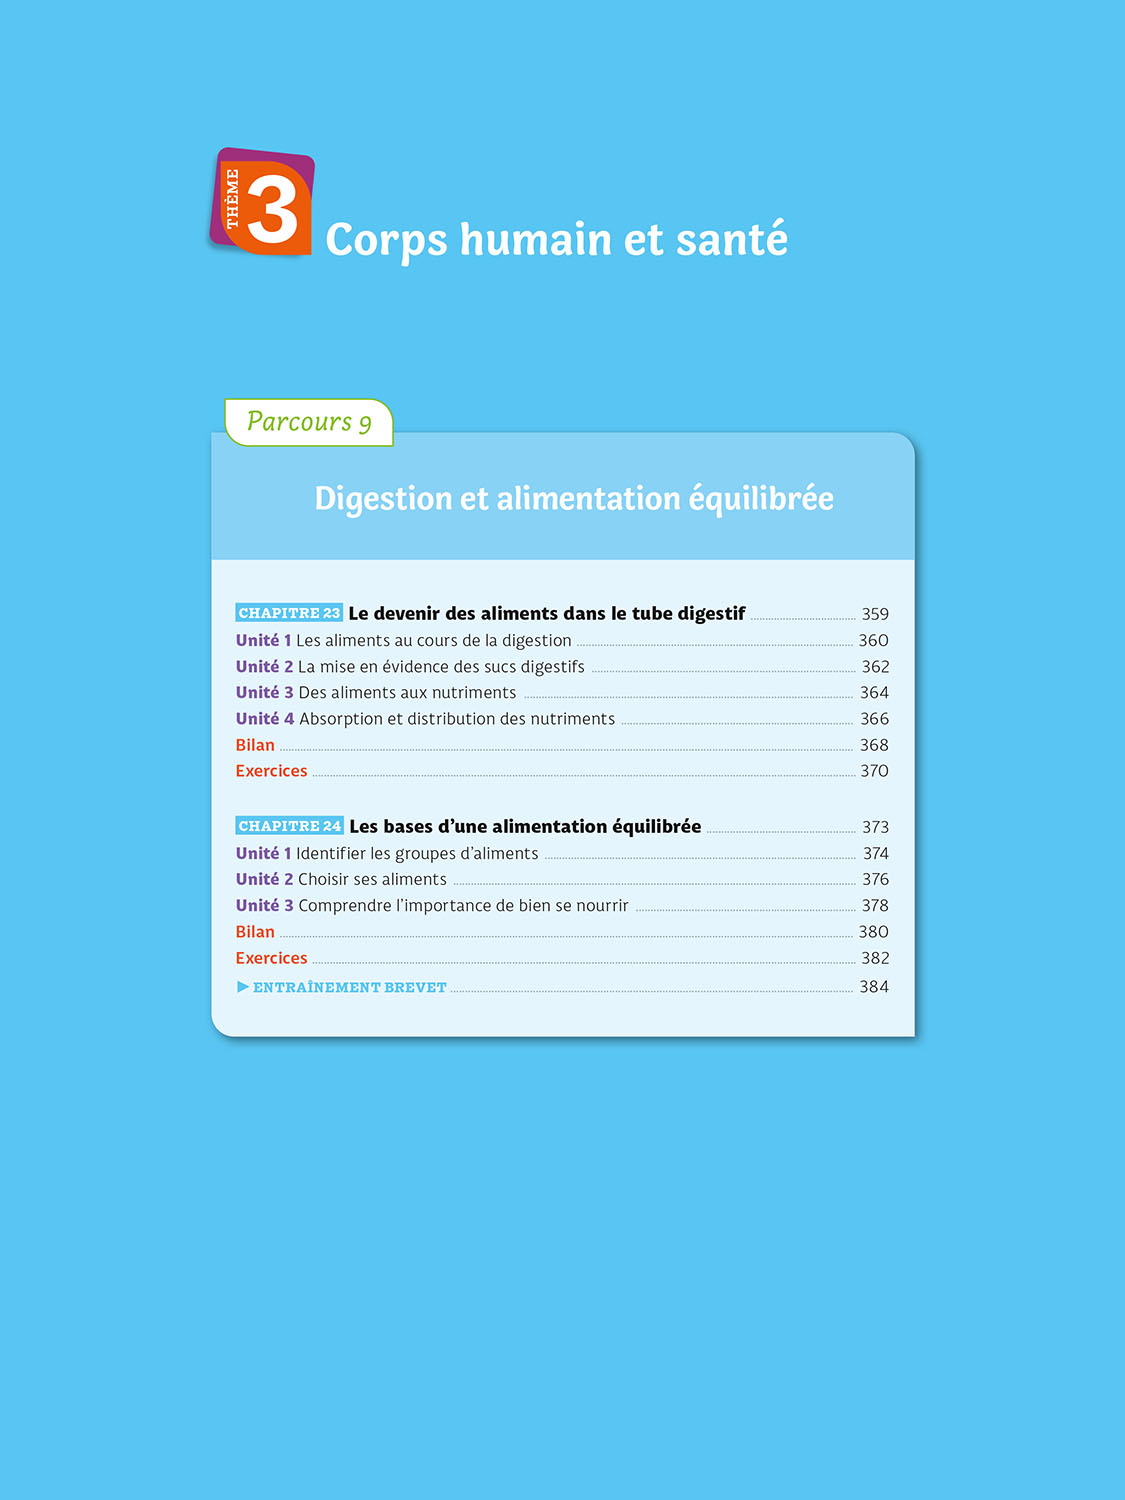 THÈME
3
Corps humain et santé
Parcours 9
Digestion et alimentation équilibrée
CHAPITRE 23 Le devenir des aliments dans le tube digestif 359
Unité 1 Les aliments au cours de la digestion 360
Unité 2 La mise en évidence des sucs digestifs 362
Unité 3 Des aliments aux nutriments 364
Unité 4 Absorption et distribution des nutriments 366
Bilan 368
Exercices 370
CHAPITRE 24 Les bases d’une alimentation équilibrée 373
Unité 1 Identifier les groupes d’aliments 374
Unité 2 Choisir ses aliments 376
Unité 3 Comprendre l’importance de bien se nourrir 378
Bilan 380
Exercices 382
▶ ENTRAÎNEMENT BREVET 384